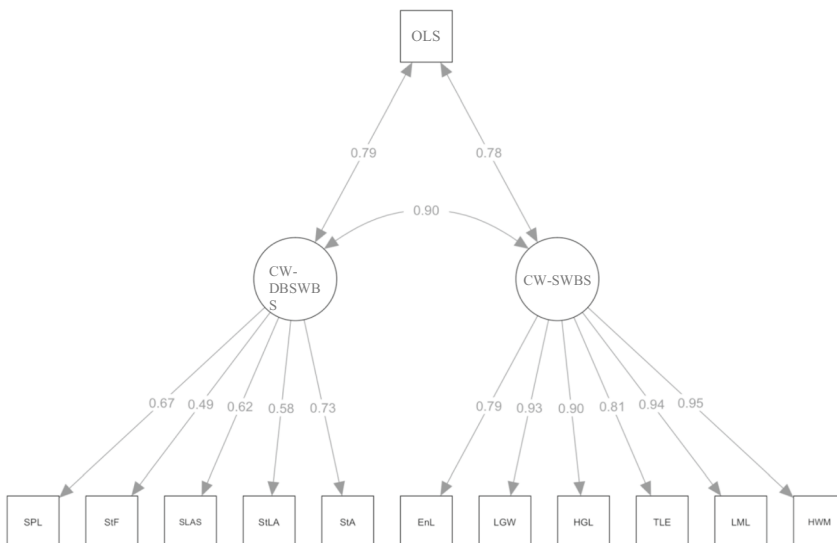 OLS
0.79 0.78
0.90
CW-
DBSWB
S
CW-SWBS
0.67 0.49 0.62 0.58 0.73 0.79 0.93 0.90 0.81 0.94 0.95
SPL StF SLAS StLA StA EnL LGW HGL TLE LML HWM